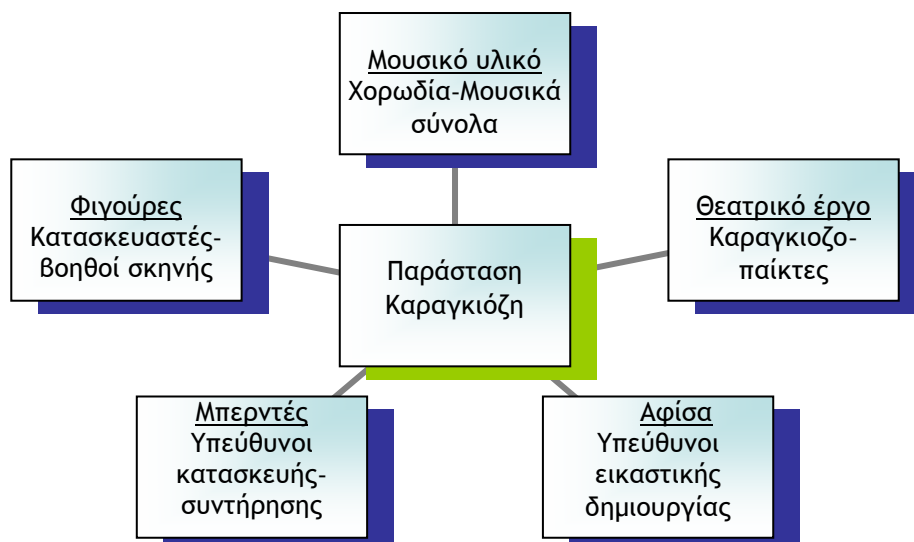 Μουσικό υλικό
Χορωδία-Μουσικά
σύνολα
Φιγούρες
Κατασκευαστές-
βοηθοί σκηνής
Παράσταση
Καραγκιόζη
Θεατρικό έργο
Καραγκιοζο-
παίκτες
Μπερντές
Υπεύθυνοι
κατασκευής-
συντήρησης
Αφίσα
Υπεύθυνοι
εικαστικής
δημιουργίας